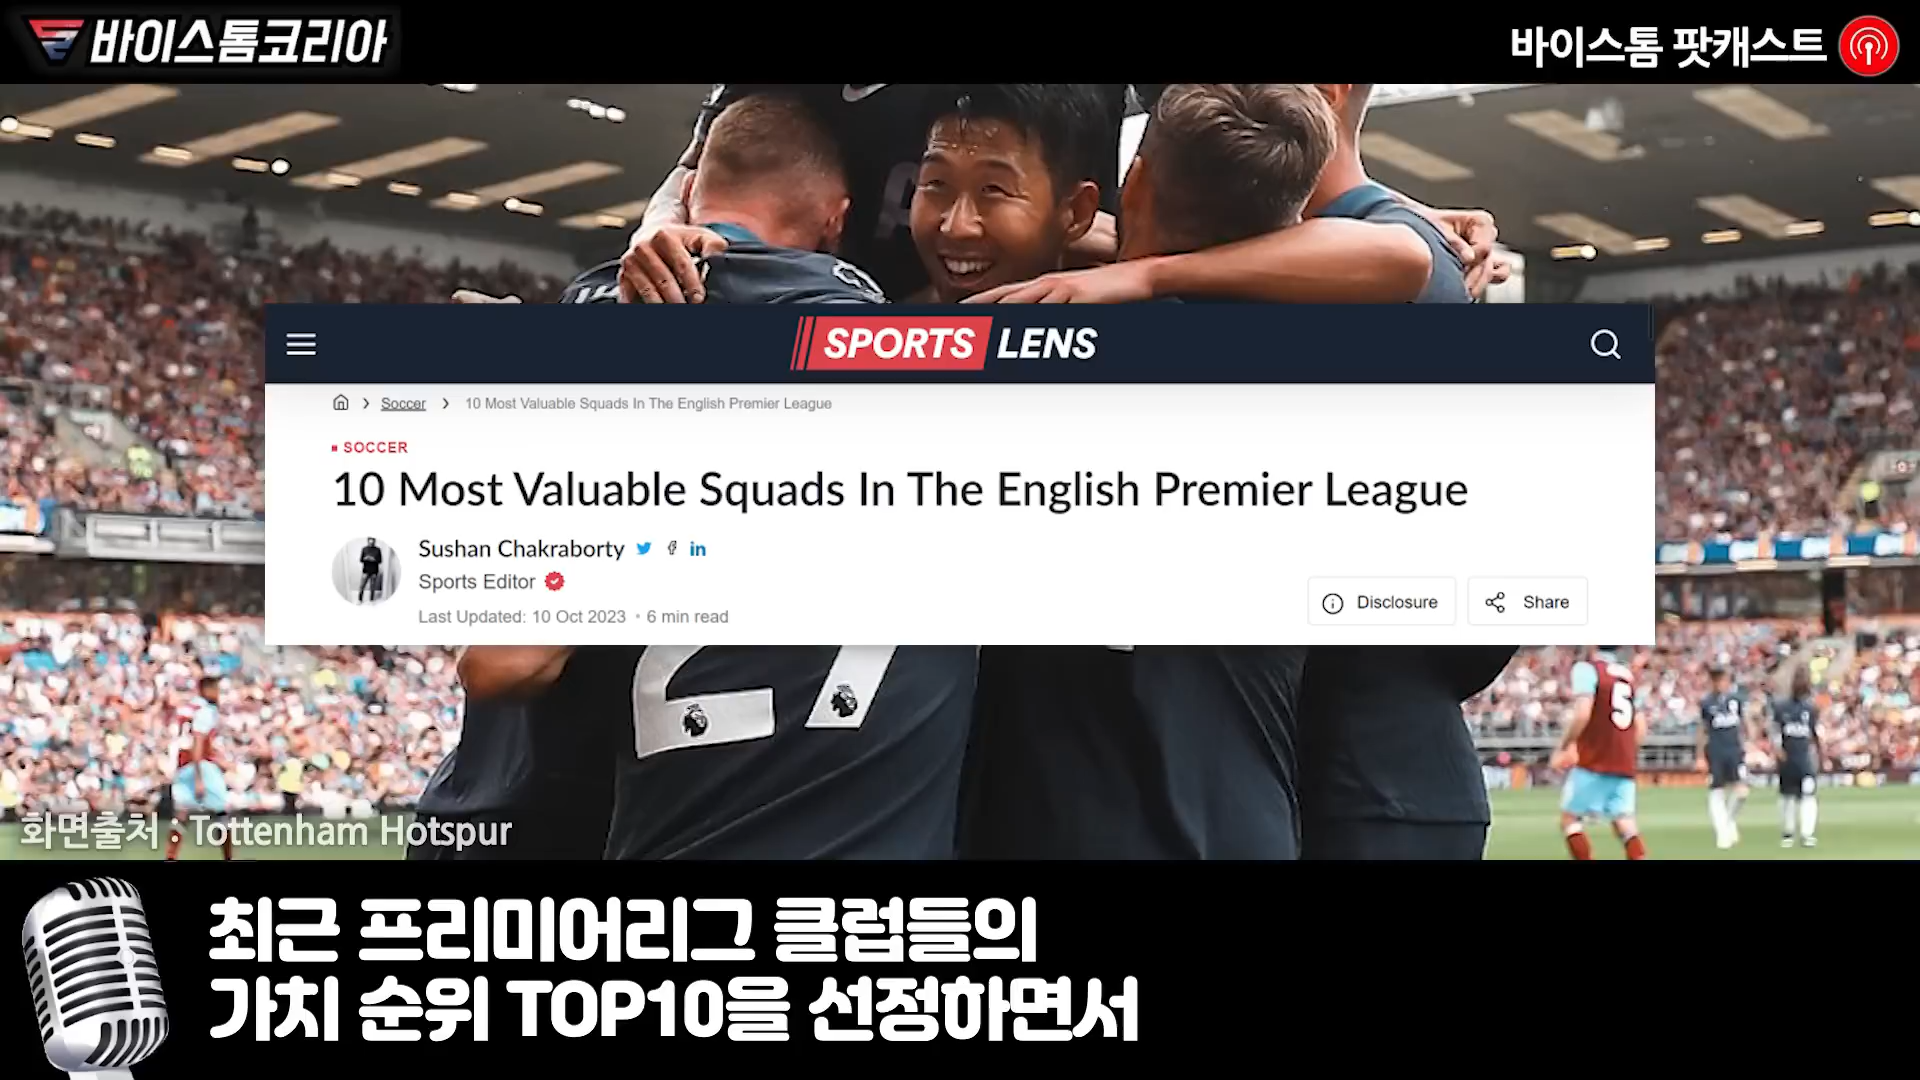 바이스톰코리아
바이스톰 팟캐스트
SPORTS LENS
Soccer
10 Most Valuable Squads In The English Premier League
SOCCER
10 Most Valuable Squads In The English Premier League
Sushan Chakraborty
Sports Editor
Last Updated: 10 Oct 2023 • 6 min read
Disclosure
Share
27
5
화면출처 : Tottenham Hotspur
최근 프리미어리그 클럽들의
가치 순위 TOP10을 선정하면서